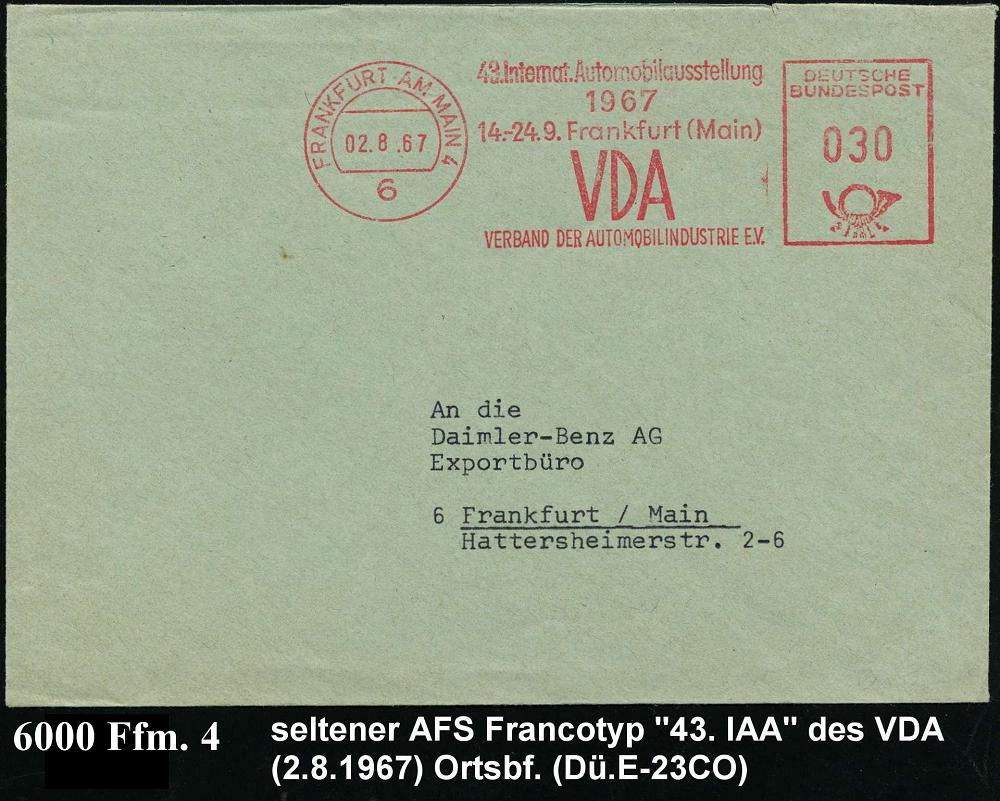 FRANKFURT AM MAIN 4
02.8.67
6
43.Internat.Automobilausstellung
1967
14.-24.9. Frankfurt (Main)
VDA
VERBAND DER AUTOMOBILINDUSTRIE E.V.
DEUTSCHE
BUNDESPOST
030
An die
Daimler-Benz AG
Exportbüro
6 Frankfurt / Main
Hattersheimerstr. 2-6
6000 Ffm. 4
seltener AFS Francotyp "43. IAA" des VDA
(2.8.1967) Ortsbf. (Dü.E-23CO)